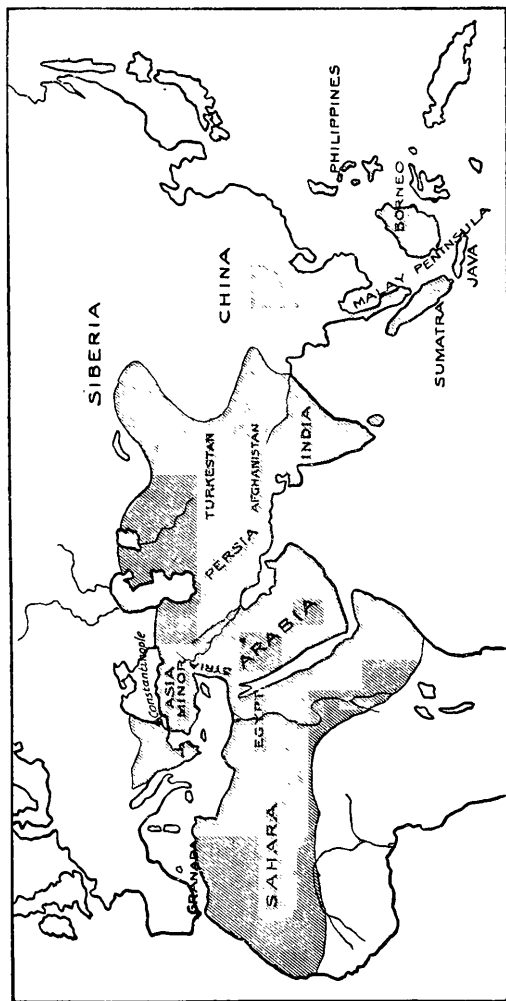 SIBERIA
CHINA
PHILIPPINES
BORNEO
MALAY PENINSULA
JAVA
SUMATRA
TURKESTAN
AFGHANISTAN
INDIA
PERSIA
Constantinople
ASIA
MINOR
SYRIA
ARABIA
EGYPT
GRANADA
SAHARA